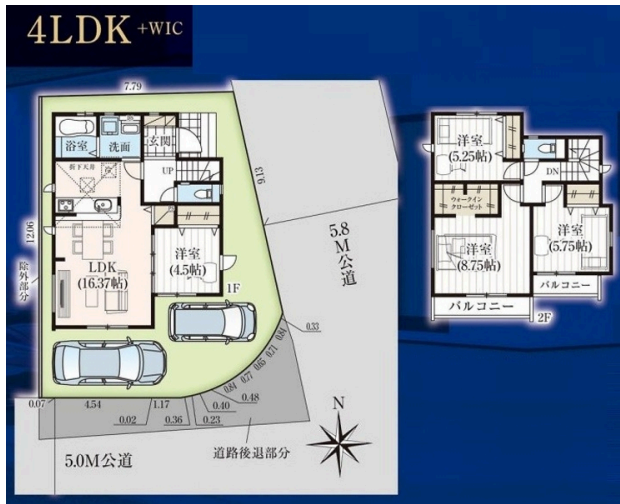 4LDK +WIC
7.79
浴室
洗面
玄関
折下天井
UP
9.13
12.06
除外部分
LDK
(16.37帖)
洋室
(4.5帖)
1F
5.8M公道
洋室
(5.25帖)
DN
ウォークイン
クローゼット
洋室
(8.75帖)
洋室
(5.75帖)
バルコニー
バルコニー
2F
0.33
0.84
0.71
0.65
0.77
0.84
0.48
0.40
0.23
0.36
1.17
0.02
4.54
0.07
道路後退部分
5.0M公道
N